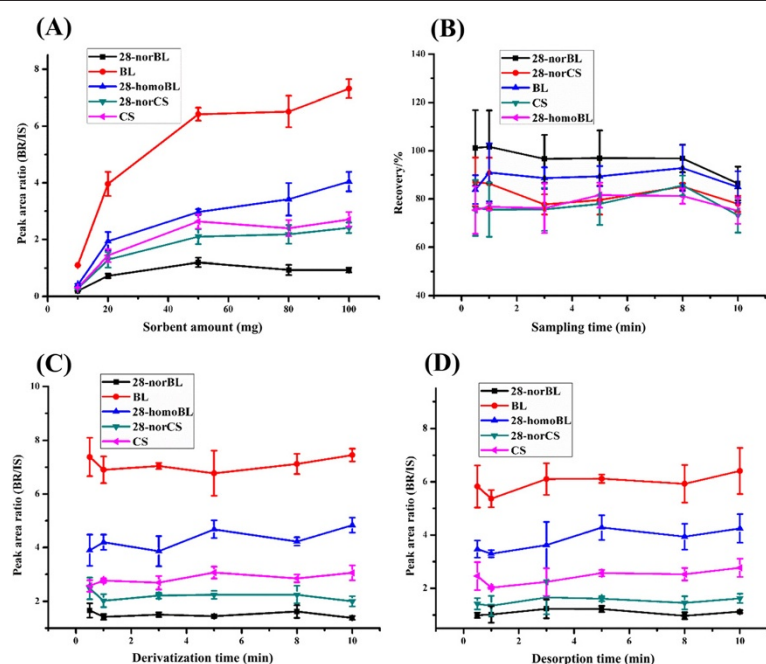 (A)
28-norBL
BL
28-homoBL
28-norCS
CS
Peak area ratio (BR/IS)
8
6
4
2
0
0 20 40 60 80 100
Sorbent amount (mg)
(B)
28-norBL
28-norCS
BL
CS
28-homoBL
Recovery/%
140
120
100
80
60
40
0 2 4 6 8 10
Sampling time (min)
(C)
28-norBL
BL
28-homoBL
28-norCS
CS
Peak area ratio (BR/IS)
10
8
6
4
2
0 2 4 6 8 10
Derivatization time (min)
(D)
28-norBL
BL
28-homoBL
28-norCS
CS
Peak area ratio (BR/IS)
10
8
6
4
2
0 2 4 6 8 10
Desorption time (min)